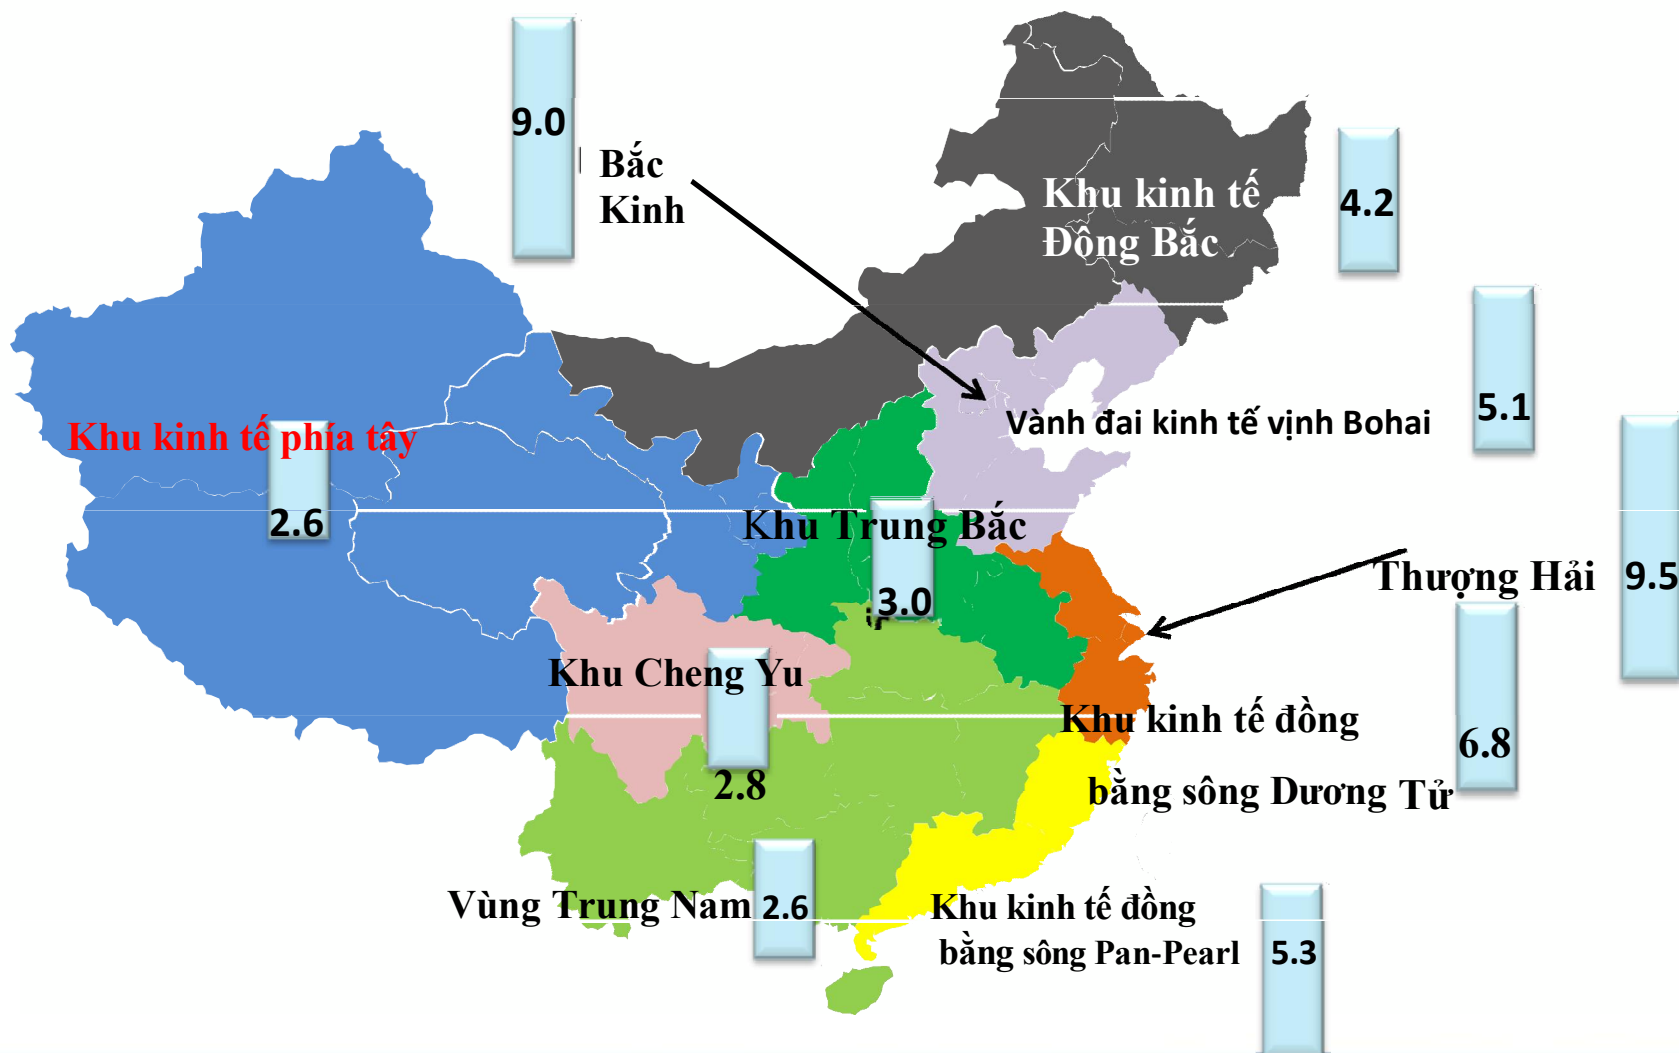 9.0
Bắc
Kinh
Khu kinh tế
Đông Bắc
4.2
Vành đai kinh tế vịnh Bohai
5.1
Khu kinh tế phía tây
2.6
Khu Trung Bắc
3.0
Thượng Hải
9.5
Khu Cheng Yu
2.8
Khu kinh tế đồng
bằng sông Dương Tử
6.8
Vùng Trung Nam
2.6
Khu kinh tế đồng
bằng sông Pan-Pearl
5.3